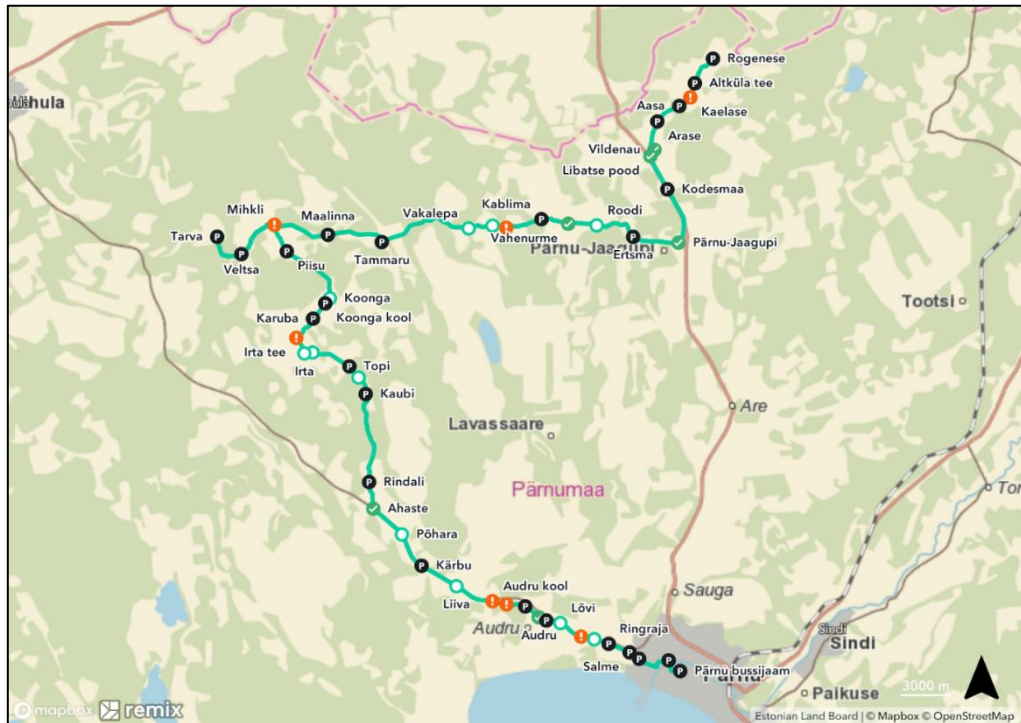 Rogenese
Altküla tee
Kaelase
Aasa
Arase
Vildenau
Libatse pood
Kodesmaa
Kablima
Roodi
Vakalepa
Mihkli
Maalinna
Tarva
Vahenurme
Pärnu-Jaagupi
Pärnu-Jaagupi
Ertsma
Tammaru
Veltsa
Piisu
Koonga
Tootsi
Karuba
Koonga kool
Irta tee
Topi
Irta
Kaubi
Are
Lavassaare
Rindali
Pärnumaa
Ahaste
Põhara
Kärbu
Audru kool
Sauga
Liiva
Lõvi
Audru
Audru
Ringraja
Sindi
Sindi
Salme
Pärnu bussijaam
Paikuse
3000 m
mapbox remix
Estonian Land Board | © Mapbox © OpenStreetMap